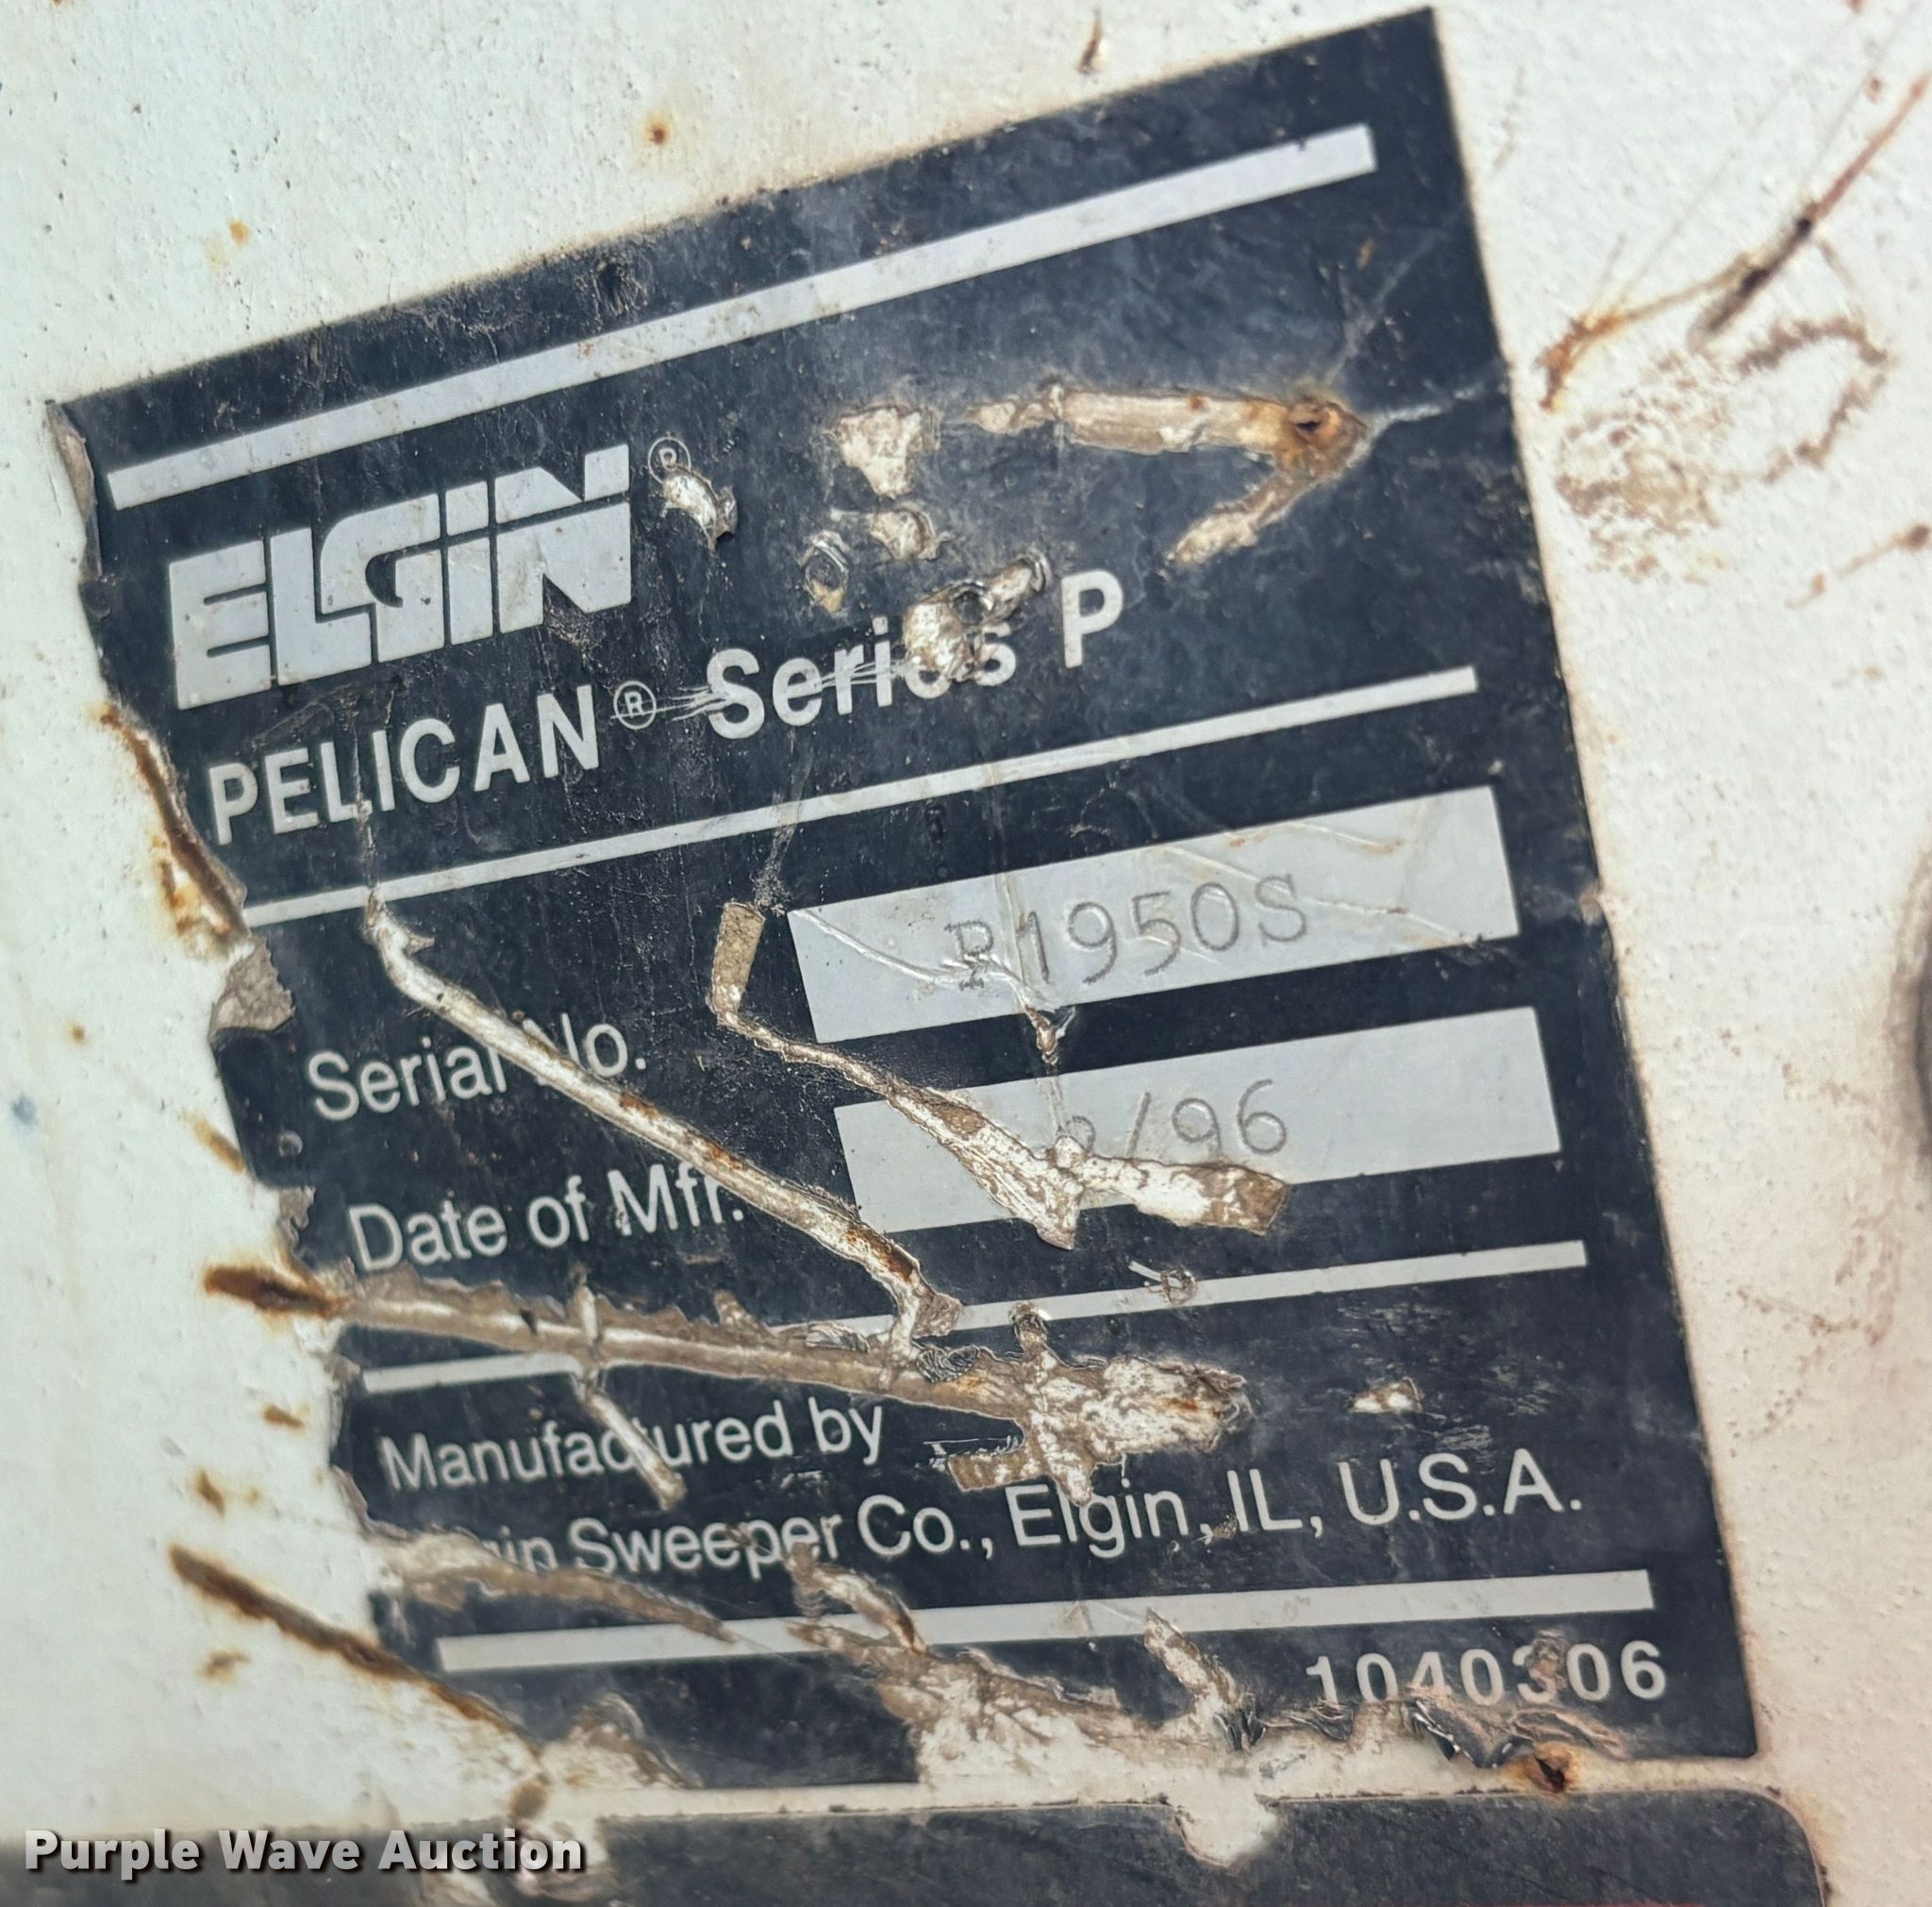 ELGIN®
PELICAN® Series P
Serial No. P1950S
Date of Mfr. /96
Manufactured by
Sweeper Co., Elgin, IL, U.S.A.
1040306
Purple Wave Auction